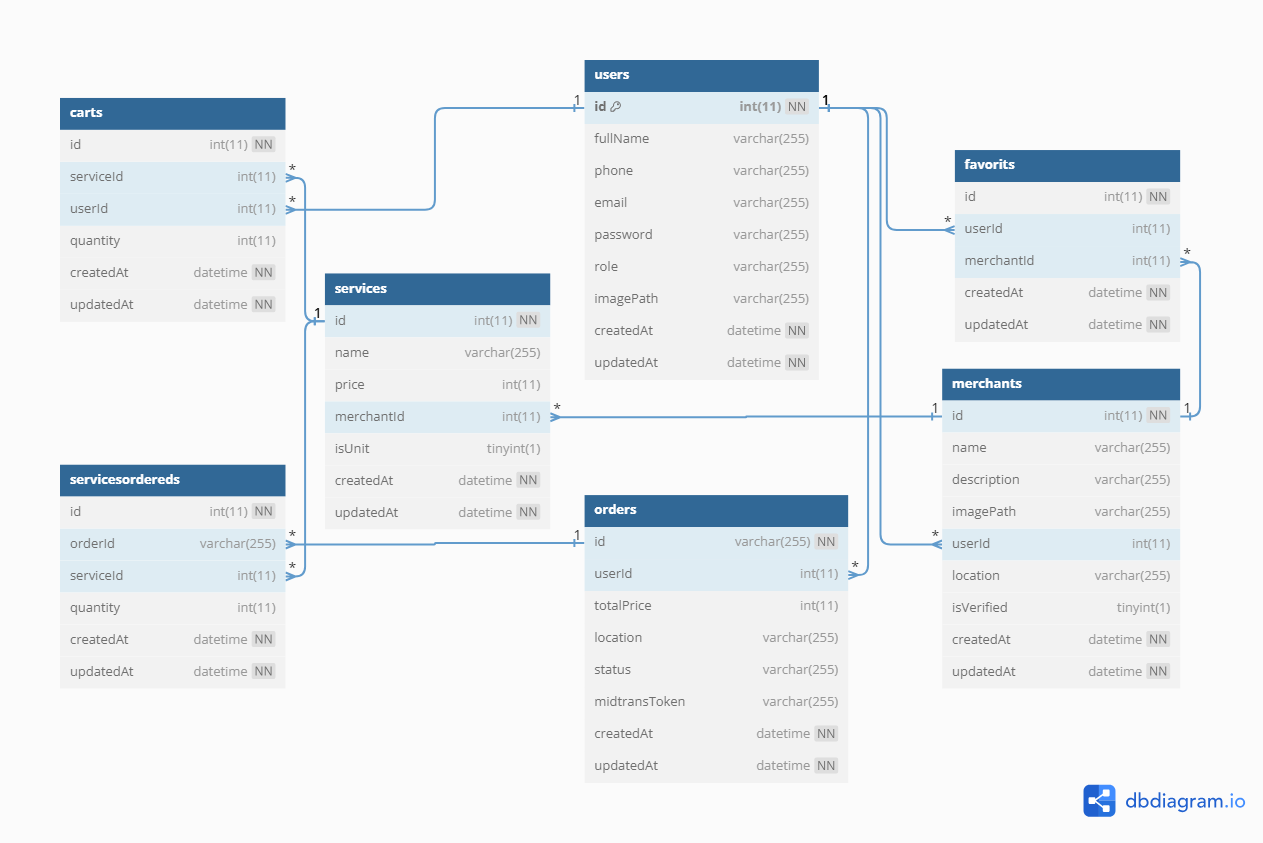 carts
id int(11) NN
* 
serviceId int(11)
*
userId int(11)
quantity int(11)
createdAt datetime NN
updatedAt datetime NN
users
1
id int(11) NN
1
fullName varchar(255)
phone varchar(255)
email varchar(255)
password varchar(255)
role varchar(255)
imagePath varchar(255)
createdAt datetime NN
updatedAt datetime NN
favorits
id int(11) NN
*
userId int(11)
*
merchantId int(11)
createdAt datetime NN
updatedAt datetime NN
services
1
id int(11) NN
name varchar(255)
price int(11)
*
merchantId int(11)
isUnit tinyint(1)
createdAt datetime NN
updatedAt datetime NN
merchants
1
id int(11) NN
1
name varchar(255)
description varchar(255)
imagePath varchar(255)
*
userId int(11)
location varchar(255)
isVerified tinyint(1)
createdAt datetime NN
updatedAt datetime NN
servicesordereds
id int(11) NN
*
orderId varchar(255)
*
serviceId int(11)
quantity int(11)
createdAt datetime NN
updatedAt datetime NN
orders
1
id varchar(255) NN
*
userId int(11)
totalPrice int(11)
location varchar(255)
status varchar(255)
midtransToken varchar(255)
createdAt datetime NN
updatedAt datetime NN
dbdiagram.io